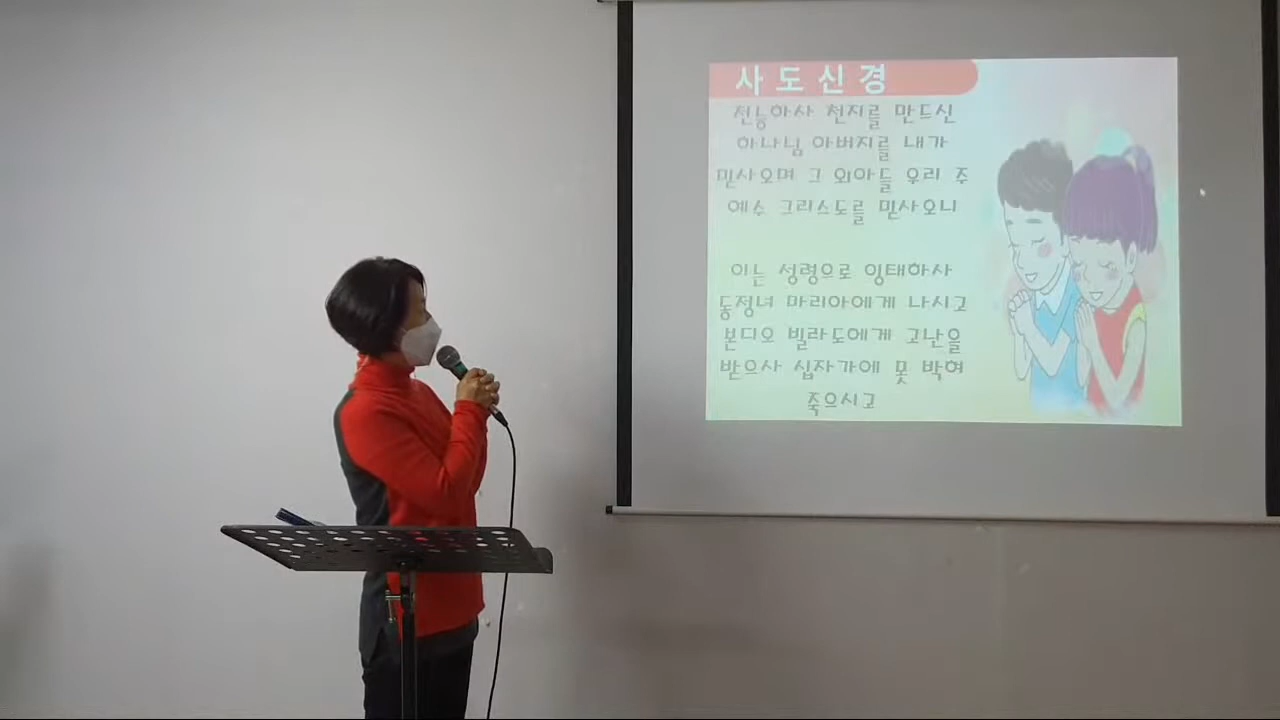 사도신경
전능하사 천지를 만드신
하나님 아버지를 내가
믿사오며 그 외아들 우리 주
예수 그리스도를 믿사오니
이는 성령으로 잉태하사
동정녀 마리아에게 나시고
본디오 빌라도에게 고난을
받으사 십자가에 못 박혀
죽으시고